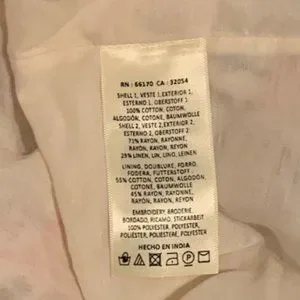 RN : 66170 CA : 32054
SHELL 1, VESTE 1,EXTERIOR 1,
ESTERNO 1, OBERSTOFF 1
100% COTTON, COTON,
ALGODÓN, COTONE, BAUMWOLLE
SHELL 2, VESTE 2,EXTERIOR 2,
ESTERNO 2, OBERSTOFF 2
71% RAYON, RAYONNE,
RAYÓN, RAYON, REYON
29% LINEN, LIN, LINO, LEINEN
LINING, DOUBLURE, FORRO,
FODERA, FUTTERSTOFF :
55% COTTON, COTON,
ALGODÓN, COTONE, BAUMWOLLE
45% RAYON, RAYONNE,
RAYÓN, RAYON, REYON
EMBROIDERY, BRODERIE,
BORDADO, RICAMO, STICKARBEIT
100% POLYESTER, POLYESTER,
POLIÉSTER, POLIESTERE, POLYESTER
HECHO EN INDIA